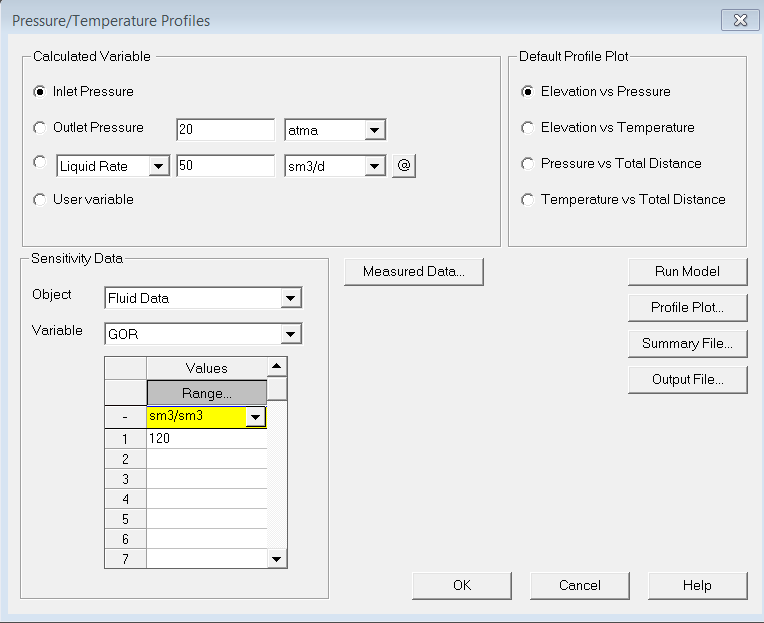 Pressure/Temperature Profiles
Calculated Variable
Inlet Pressure
Outlet Pressure 20 atma
Liquid Rate 50 sm3/d @
User variable
Default Profile Plot
Elevation vs Pressure
Elevation vs Temperature
Pressure vs Total Distance
Temperature vs Total Distance
Sensitivity Data
Object Fluid Data
Variable GOR
Values
Range...
- sm3/sm3
1 120
2
3
4
5
6
7
Measured Data...
Run Model
Profile Plot...
Summary File...
Output File...
OK Cancel Help